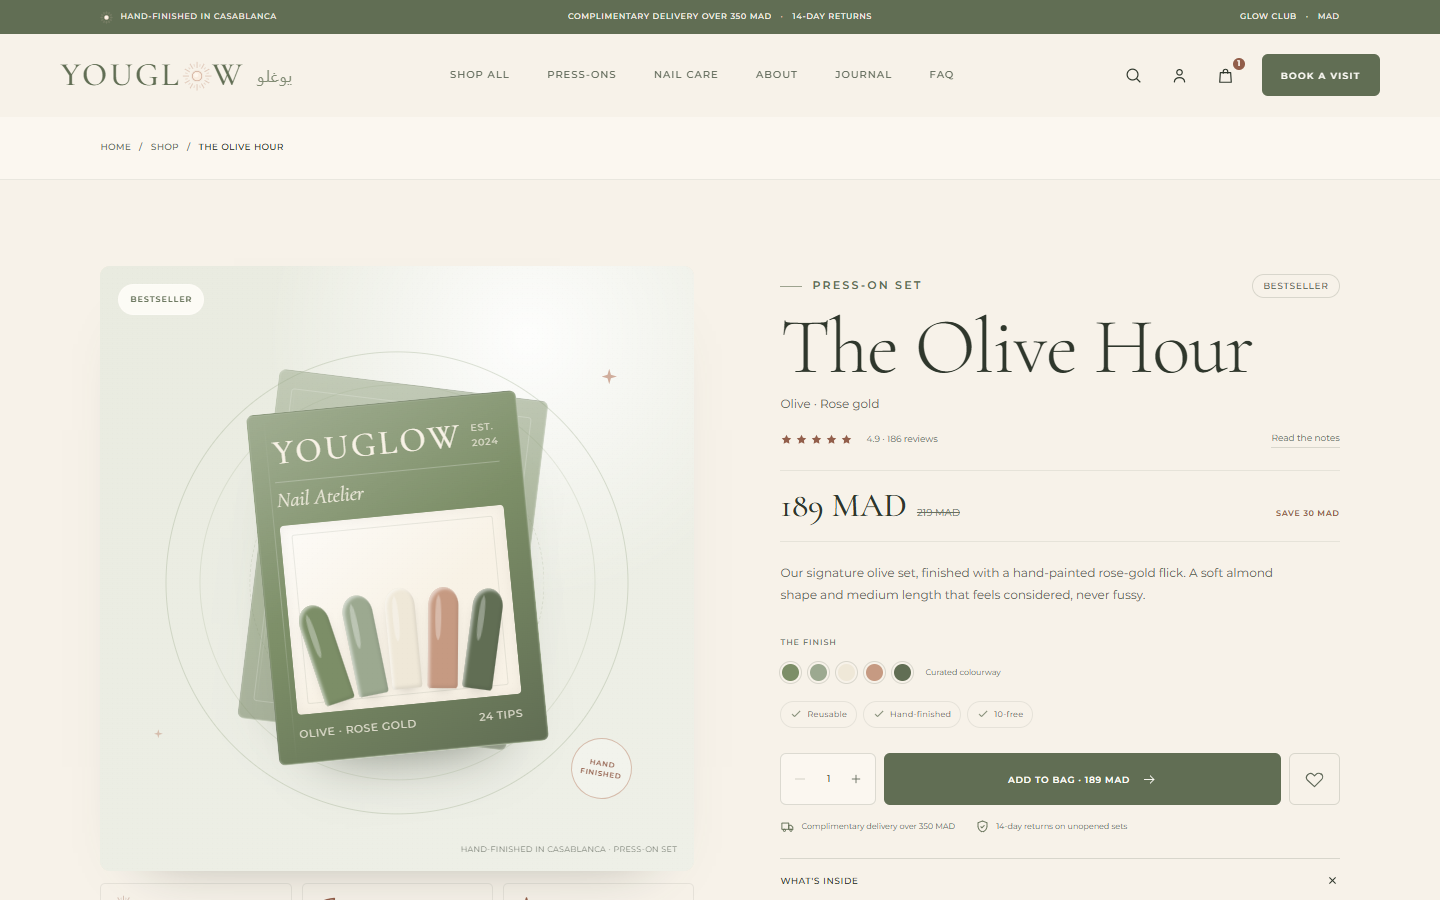 HAND-FINISHED IN CASABLANCA
COMPLIMENTARY DELIVERY OVER 350 MAD · 14-DAY RETURNS
GLOW CLUB · MAD
YOUGLOW يوغلو
SHOP ALL
PRESS-ONS
NAIL CARE
ABOUT
JOURNAL
FAQ
1
BOOK A VISIT
HOME / SHOP / THE OLIVE HOUR
BESTSELLER
YOUGLOW
EST.
2024
Nail Atelier
OLIVE · ROSE GOLD
24 TIPS
HAND
FINISHED
HAND-FINISHED IN CASABLANCA · PRESS-ON SET
PRESS-ON SET
BESTSELLER
The Olive Hour
Olive · Rose gold
4.9 · 186 reviews
Read the notes
189 MAD 219 MAD
SAVE 30 MAD
Our signature olive set, finished with a hand-painted rose-gold flick. A soft almond
shape and medium length that feels considered, never fussy.
THE FINISH
Curated colourway
Reusable
Hand-finished
10-free
1
ADD TO BAG · 189 MAD
Complimentary delivery over 350 MAD
14-day returns on unopened sets
WHAT'S INSIDE